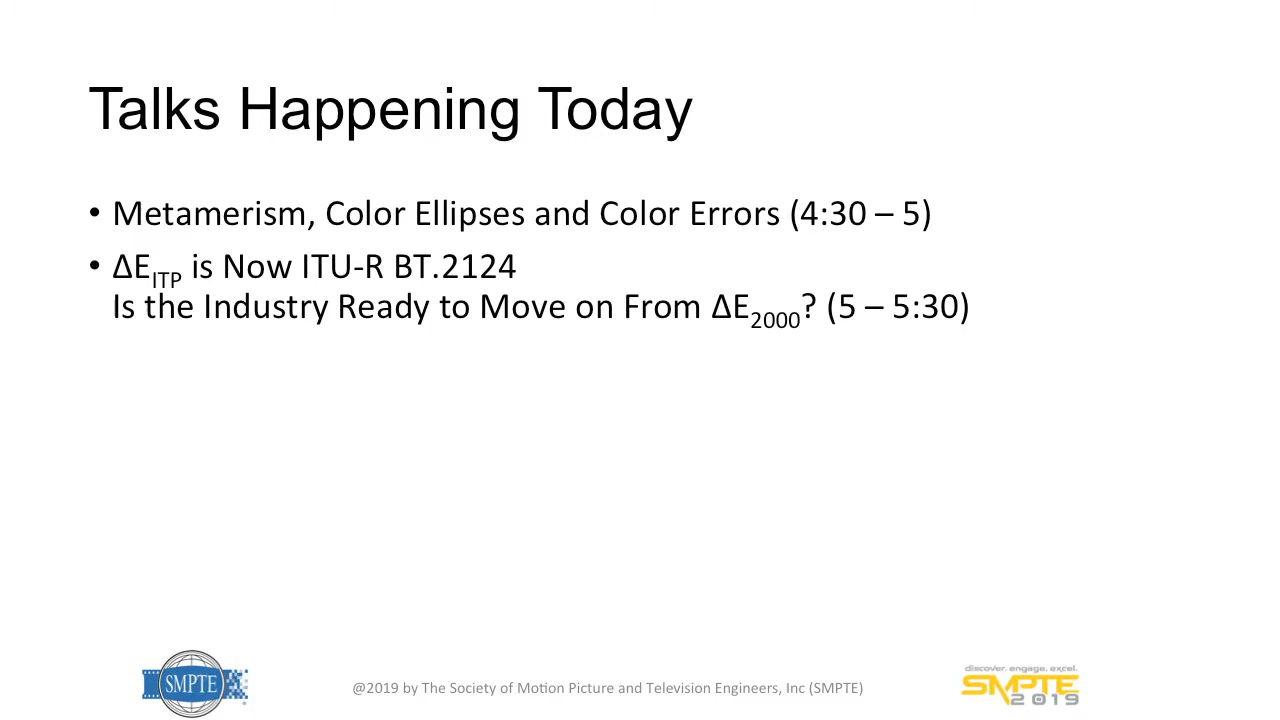 Talks Happening Today
• Metamerism, Color Ellipses and Color Errors (4:30 – 5)
• ΔE_ITP is Now ITU-R BT.2124
Is the Industry Ready to Move on From ΔE_2000? (5 – 5:30)
SMPTE
@2019 by The Society of Motion Picture and Television Engineers, Inc (SMPTE)
discover. engage. excel.
SMPTE
2019